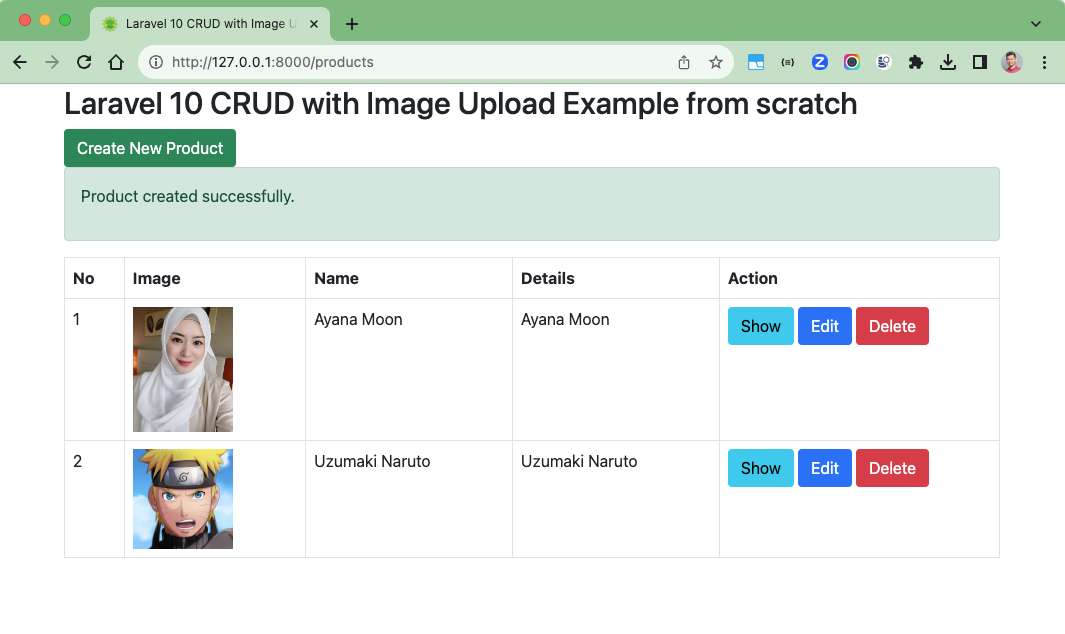 Laravel 10 CRUD with Image U
http://127.0.0.1:8000/products
Laravel 10 CRUD with Image Upload Example from scratch
Create New Product
Product created successfully.
No Image Name Details Action
1 Ayana Moon Ayana Moon Show Edit Delete
2 Uzumaki Naruto Uzumaki Naruto Show Edit Delete